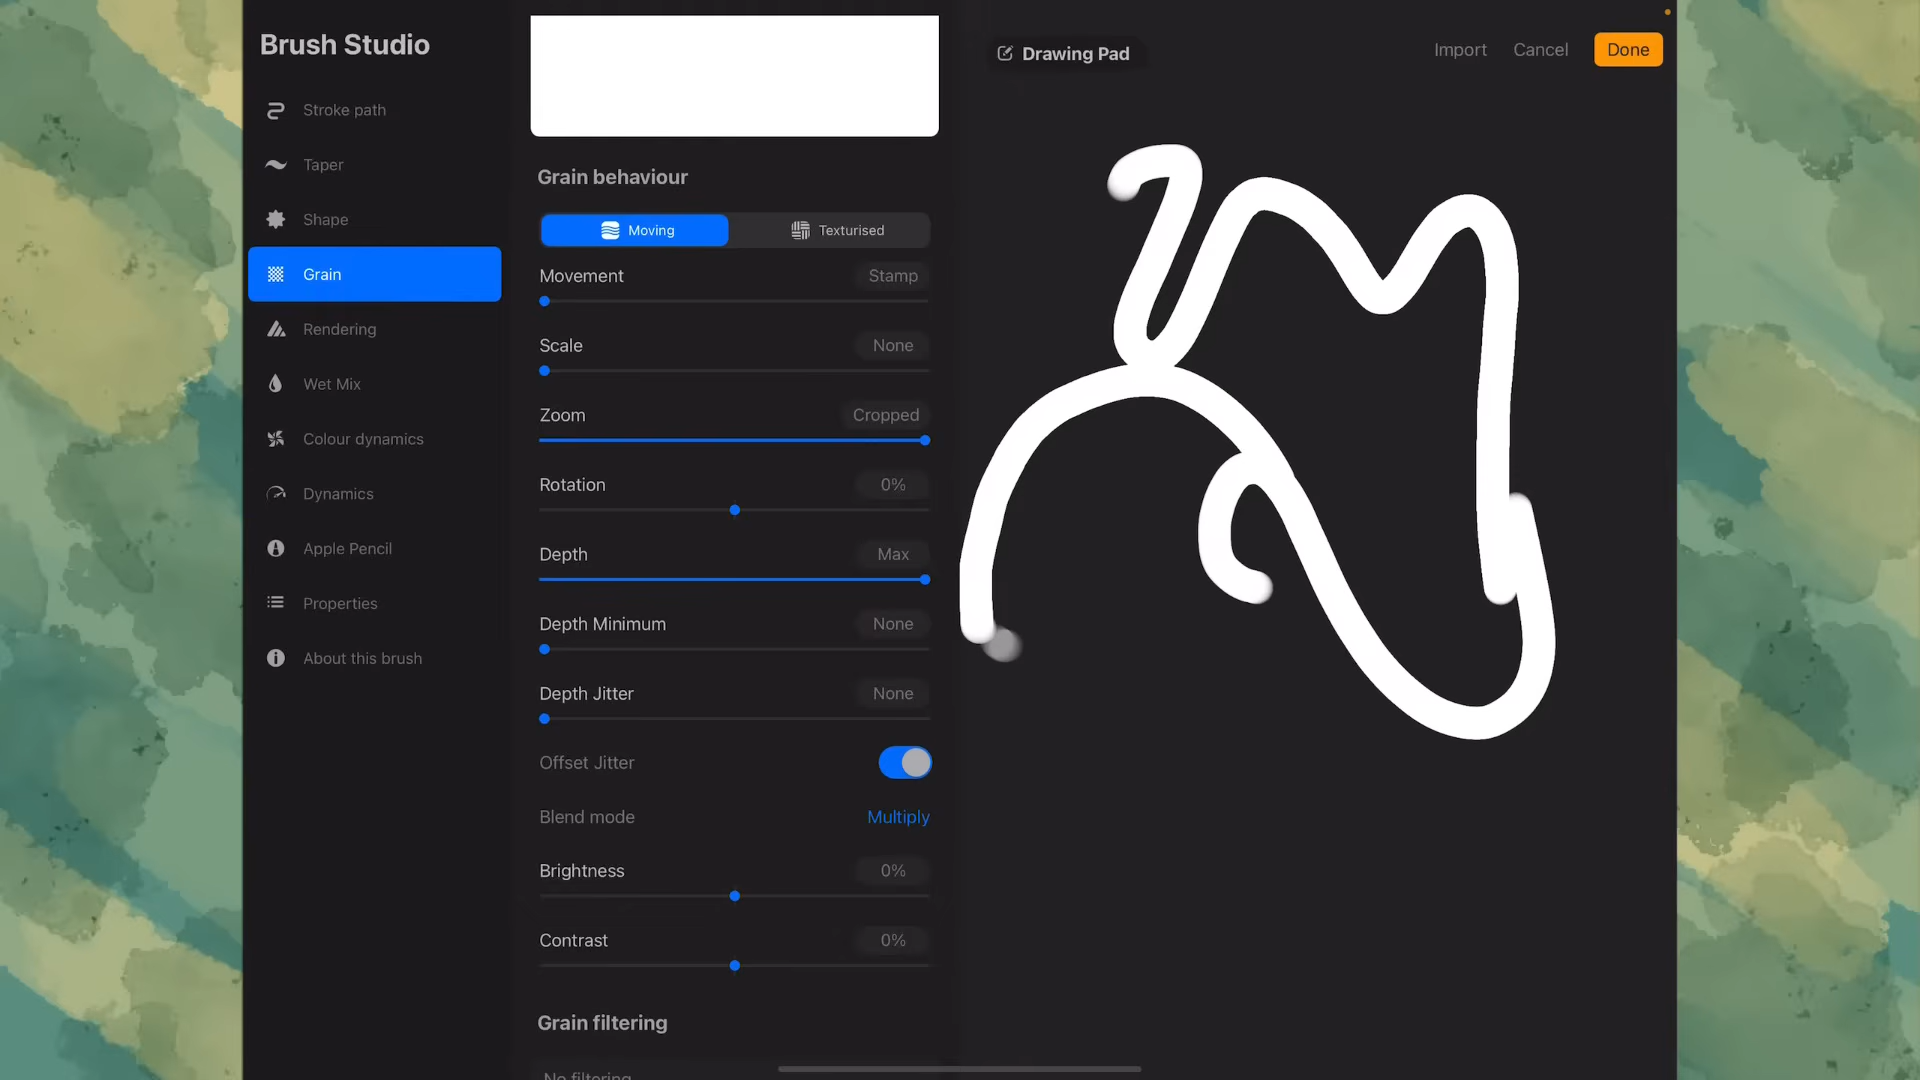 Brush Studio
Stroke path
Taper
Shape
Grain
Rendering
Wet Mix
Colour dynamics
Dynamics
Apple Pencil
Properties
About this brush
Grain behaviour
Moving
Texturised
Movement
Stamp
Scale
None
Zoom
Cropped
Rotation
0%
Depth
Max
Depth Minimum
None
Depth Jitter
None
Offset Jitter
Blend mode
Multiply
Brightness
0%
Contrast
0%
Grain filtering
No filtering
Drawing Pad
Import
Cancel
Done